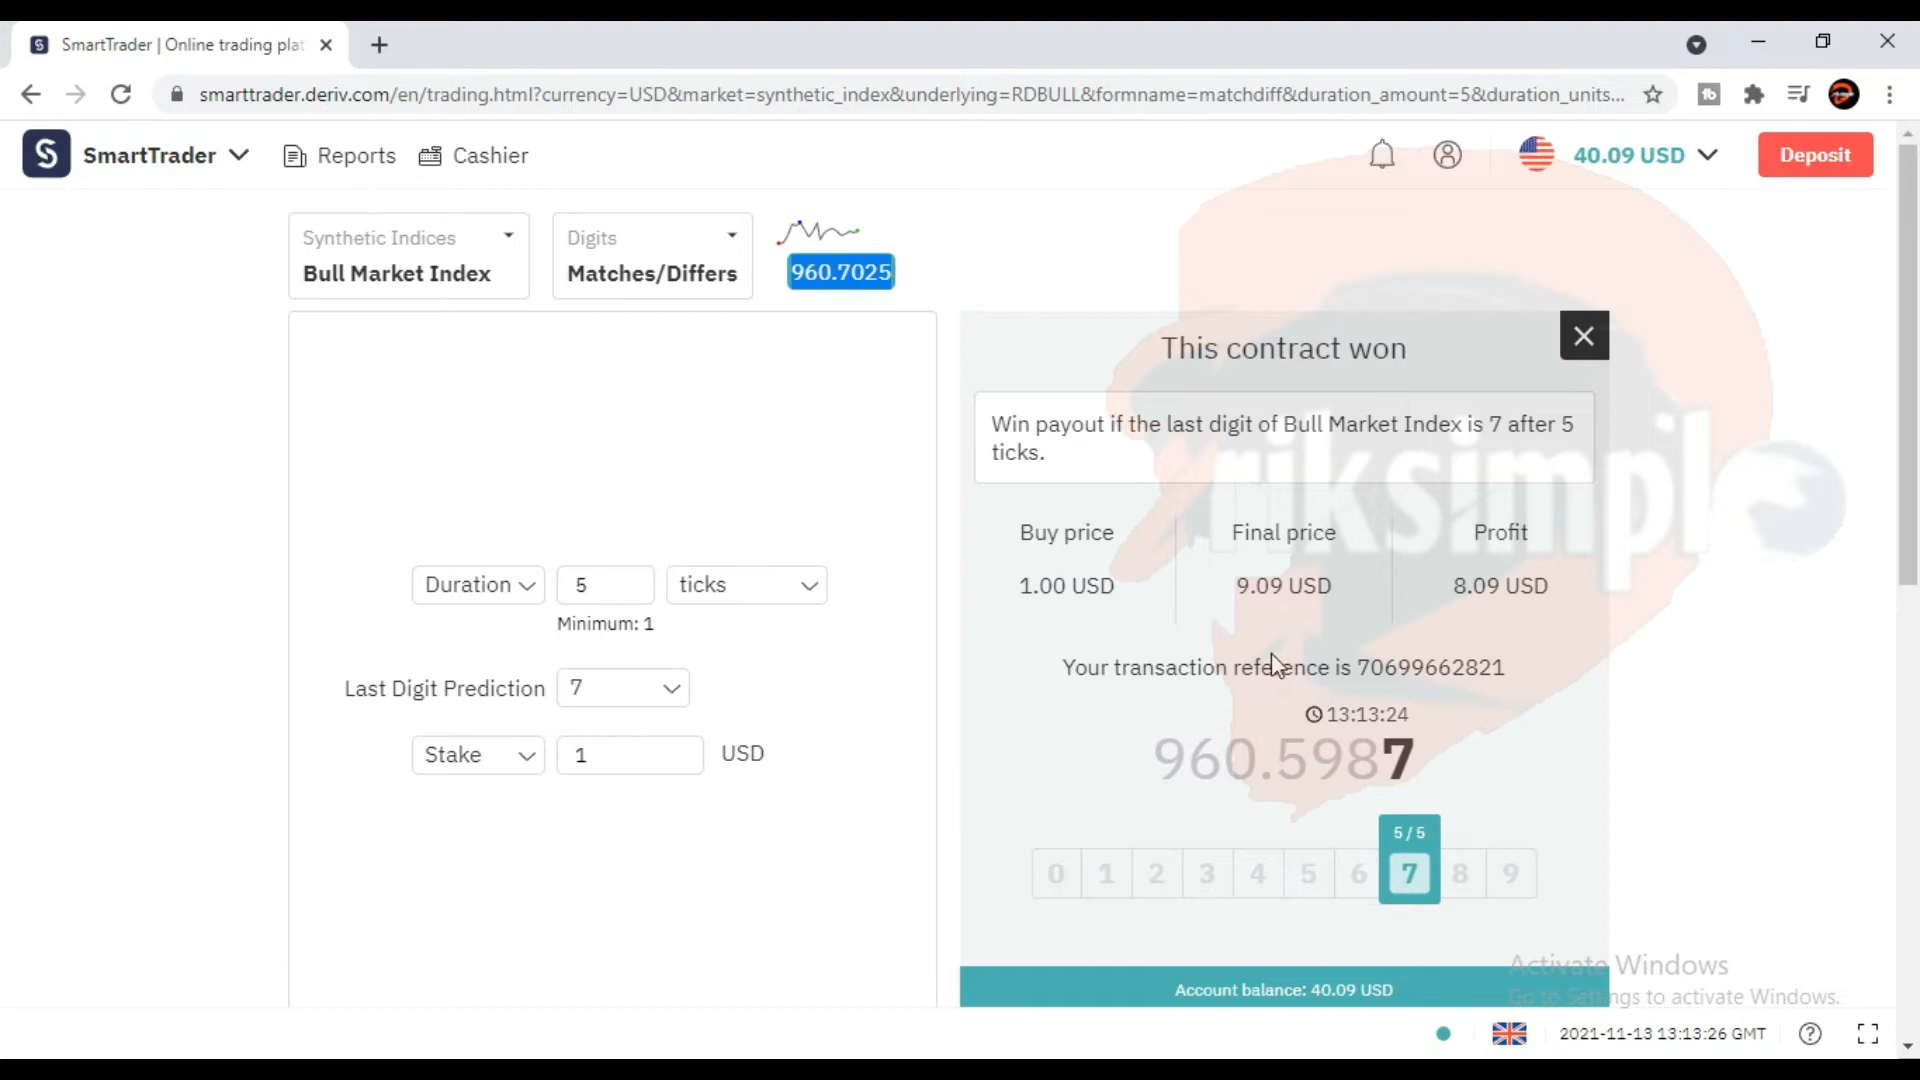 SmartTrader | Online trading plat
smarttrader.deriv.com/en/trading.html?currency=USD&market=synthetic_index&underlying=RDBULL&formname=matchdiff&duration_amount=5&duration_units...
SmartTrader Reports Cashier 40.09 USD Deposit
Synthetic Indices Digits
Bull Market Index Matches/Differs 960.7025
This contract won
Win payout if the last digit of Bull Market Index is 7 after 5
ticks.
riksimpl
Buy price Final price Profit
1.00 USD 9.09 USD 8.09 USD
Duration 5 ticks
Minimum: 1
Your transaction reference is 70699662821
Last Digit Prediction 7
13:13:24
960.59877
Stake 1 USD
5/5
0 1 2 3 4 5 6 7 8 9
Activate Windows
Go to Settings to activate Windows.
Account balance: 40.09 USD
2021-11-13 13:13:26 GMT